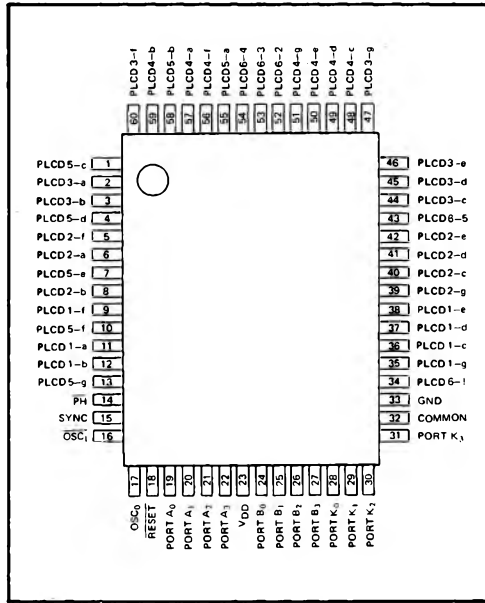 PLCD3-f 60
PLCD4-b 59
PLCD5-b 58
PLCD4-a 57
PLCD4-f 56
PLCD5-a 55
PLCD6-4 54
PLCD6-3 53
PLCD6-2 52
PLCD4-g 51
PLCD4-e 50
PLCD4-d 49
PLCD4-c 48
PLCD3-g 47
PLCD5-c 1
PLCD3-a 2
PLCD3-b 3
PLCD5-d 4
PLCD2-f 5
PLCD2-a 6
PLCD5-e 7
PLCD2-b 8
PLCD1-f 9
PLCD5-f 10
PLCD1-a 11
PLCD1-b 12
PLCD5-g 13
PH 14
SYNC 15
OSCI 16
46 PLCD3-e
45 PLCD3-d
44 PLCD3-c
43 PLCD6-5
42 PLCD2-e
41 PLCD2-d
40 PLCD2-c
39 PLCD2-g
38 PLCD1-e
37 PLCD1-d
36 PLCD1-c
35 PLCD1-g
34 PLCD6-1
33 GND
32 COMMON
31 PORT K3
17 OSC0
18 RESET
19 PORT A0
20 PORT A1
21 PORT A2
22 PORT A3
23 VDD
24 PORT B0
25 PORT B1
26 PORT B2
27 PORT B3
28 PORT K0
29 PORT K1
30 PORT K2